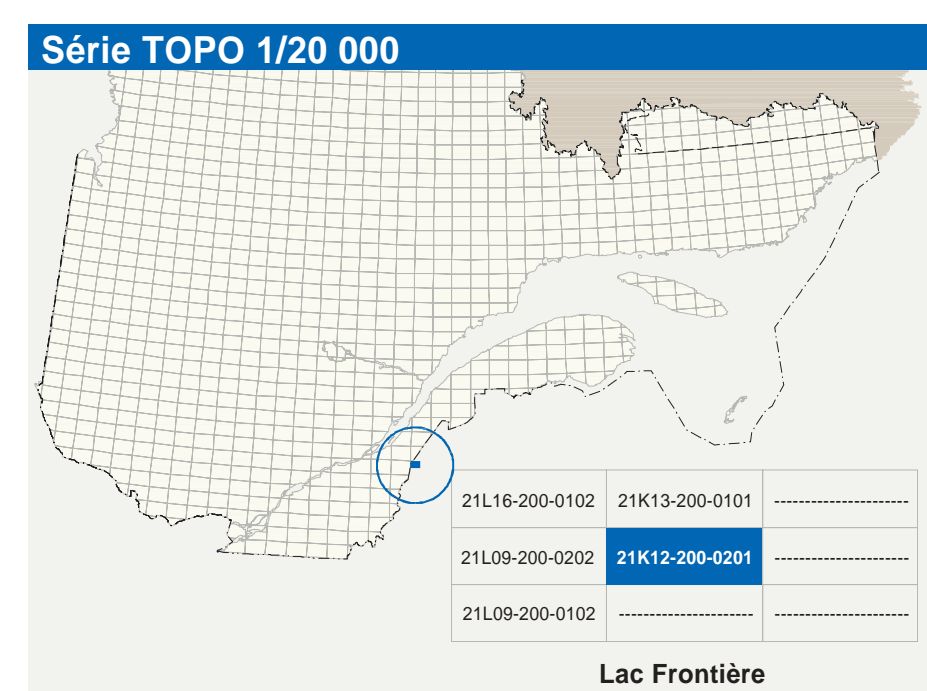 Série TOPO 1/20 000
21L16-200-0102 21K13-200-0101 ----------------------
21L09-200-0202 21K12-200-0201 ----------------------
21L09-200-0102 ---------------------- ----------------------
Lac Frontière